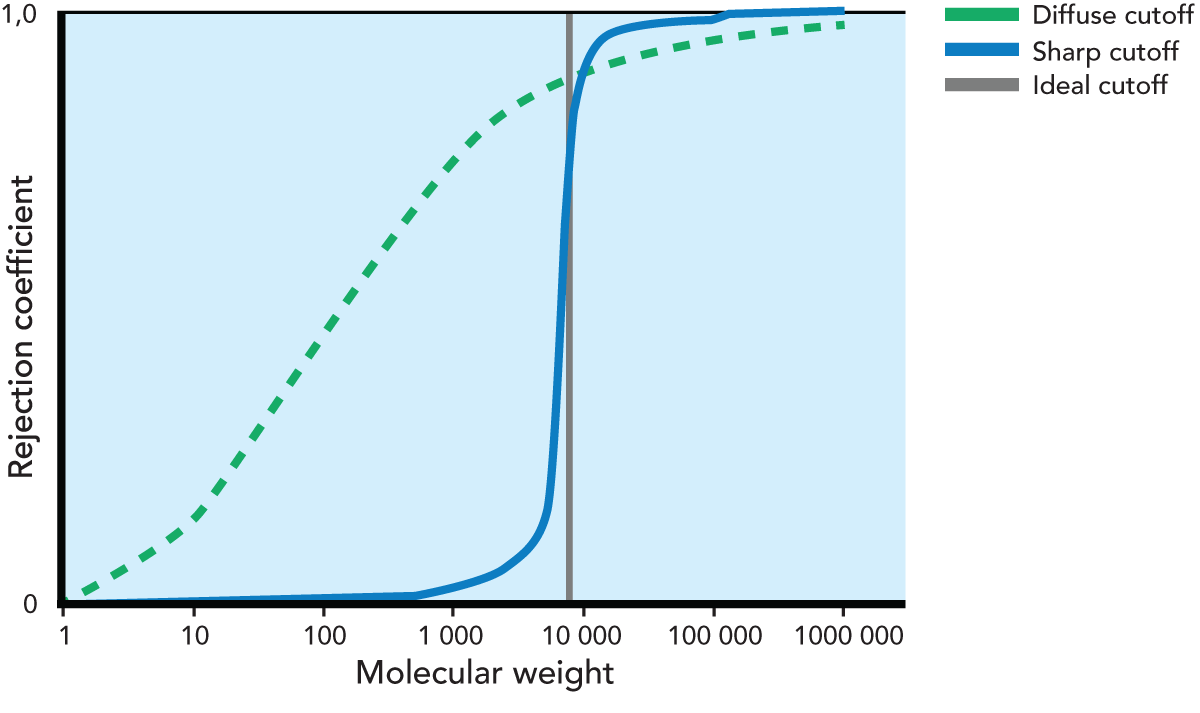 1,0
Diffuse cutoff
Sharp cutoff
Ideal cutoff
Rejection coefficient
0
1 10 100 1 000 10 000 100 000 1000 000
Molecular weight